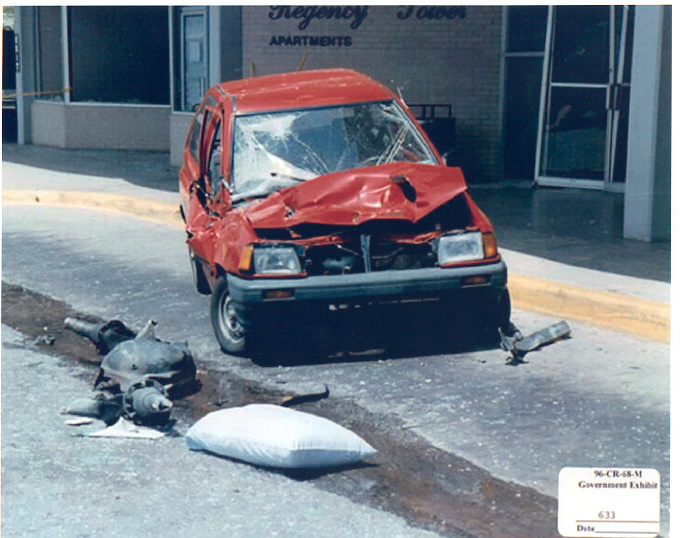 Regency Tower
APARTMENTS
96-CR-68-M
Government Exhibit
633
Date